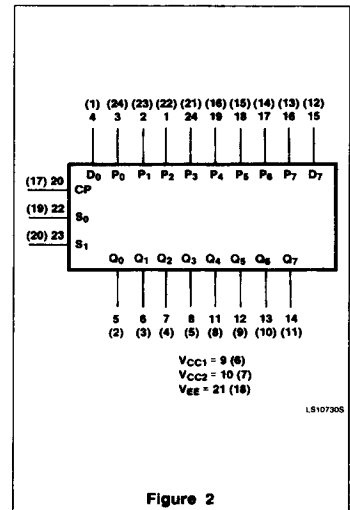 (1) (24) (23) (22) (21) (16) (15) (14) (13) (12)
4 3 2 1 24 19 18 17 16 15
D0 P0 P1 P2 P3 P4 P5 P6 P7 D7
(17) 20
CP
(19) 22
S0
(20) 23
S1
Q0 Q1 Q2 Q3 Q4 Q5 Q6 Q7
5 6 7 8 11 12 13 14
(2) (3) (4) (5) (8) (9) (10) (11)
VCC1 = 9 (6)
VCC2 = 10 (7)
VEE = 21 (18)
LS10730S
Figure 2